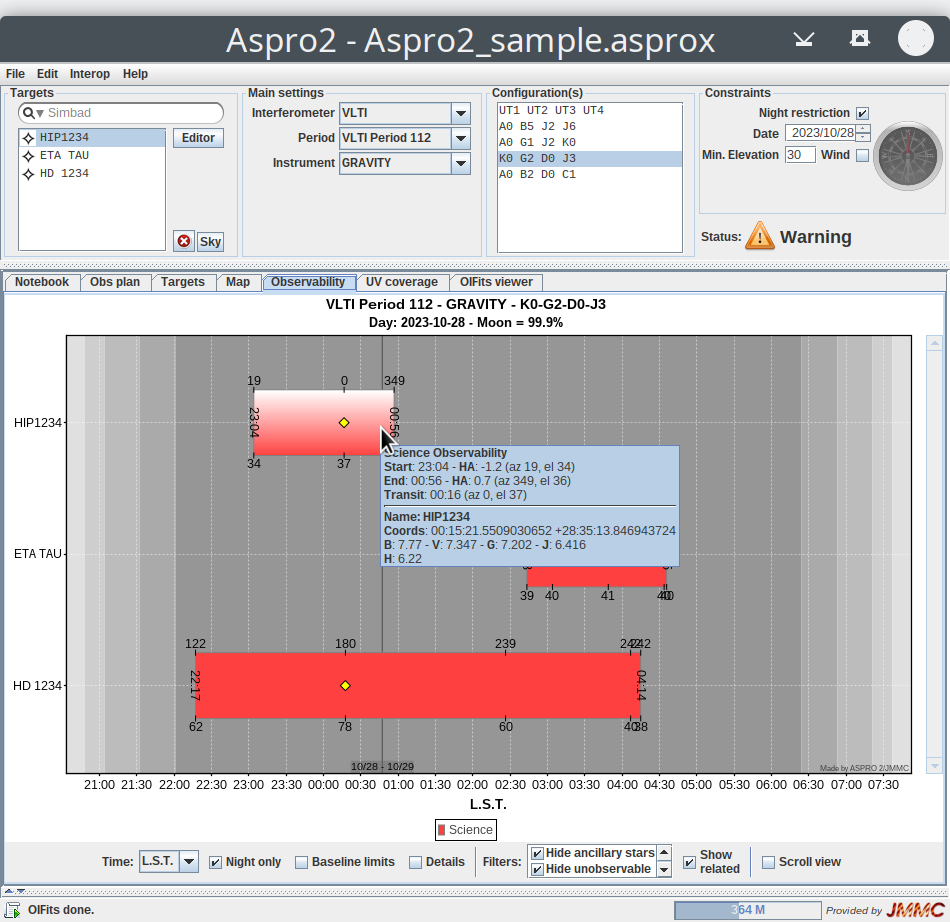 Aspro2 - Aspro2_sample.asprox
File Edit Interop Help
Targets
Simbad
HIP1234
ETA TAU
HD 1234
Editor
Sky
Main settings
Interferometer VLTI
Period VLTI Period 112
Instrument GRAVITY
Configuration(s)
UT1 UT2 UT3 UT4
A0 B5 J2 J6
A0 G1 J2 K0
K0 G2 D0 J3
A0 B2 D0 C1
Constraints
Night restriction
Date 2023/10/28
Min. Elevation 30 Wind
Status: Warning
Notebook Obs plan Targets Map Observability UV coverage OIFits viewer
VLTI Period 112 - GRAVITY - K0-G2-D0-J3
Day: 2023-10-28 - Moon = 99.9%
19 0 349
HIP1234
23:04
00:56
34 37
Science Observability
Start: 23:04 - HA: -1.2 (az 19, el 34)
End: 00:56 - HA: 0.7 (az 349, el 36)
Transit: 00:16 (az 0, el 37)
Name: HIP1234
Coords: 00:15:21.5509030652 +28:35:13.846943724
B: 7.77 - V: 7.347 - G: 7.202 - J: 6.416
H: 6.22
ETA TAU
39 40 41 40
122 180 239 242 242
HD 1234
22:17
04:14
62 78 60 40 38
10/28 - 10/29
Made by ASPRO 2/JMMC
21:00 21:30 22:00 22:30 23:00 23:30 00:00 00:30 01:00 01:30 02:00 02:30 03:00 03:30 04:00 04:30 05:00 05:30 06:00 06:30 07:00 07:30
L.S.T.
Science
Time: L.S.T. Night only Baseline limits Details Filters: Hide ancillary stars
Hide unobservable
Show related
Scroll view
OIFits done.
364 M
Provided by JMMC